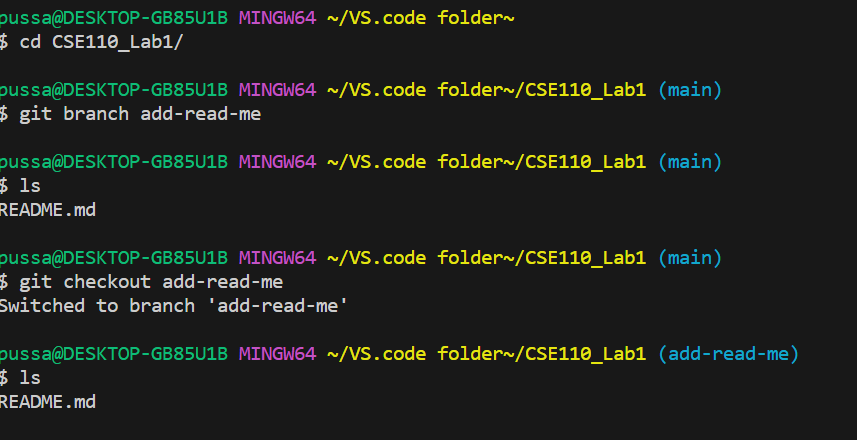 pussa@DESKTOP-GB85U1B MINGW64 ~/VS.code folder~
$ cd CSE110_Lab1/
pussa@DESKTOP-GB85U1B MINGW64 ~/VS.code folder~/CSE110_Lab1 (main)
$ git branch add-read-me
pussa@DESKTOP-GB85U1B MINGW64 ~/VS.code folder~/CSE110_Lab1 (main)
$ ls
README.md
pussa@DESKTOP-GB85U1B MINGW64 ~/VS.code folder~/CSE110_Lab1 (main)
$ git checkout add-read-me
Switched to branch 'add-read-me'
pussa@DESKTOP-GB85U1B MINGW64 ~/VS.code folder~/CSE110_Lab1 (add-read-me)
$ ls
README.md